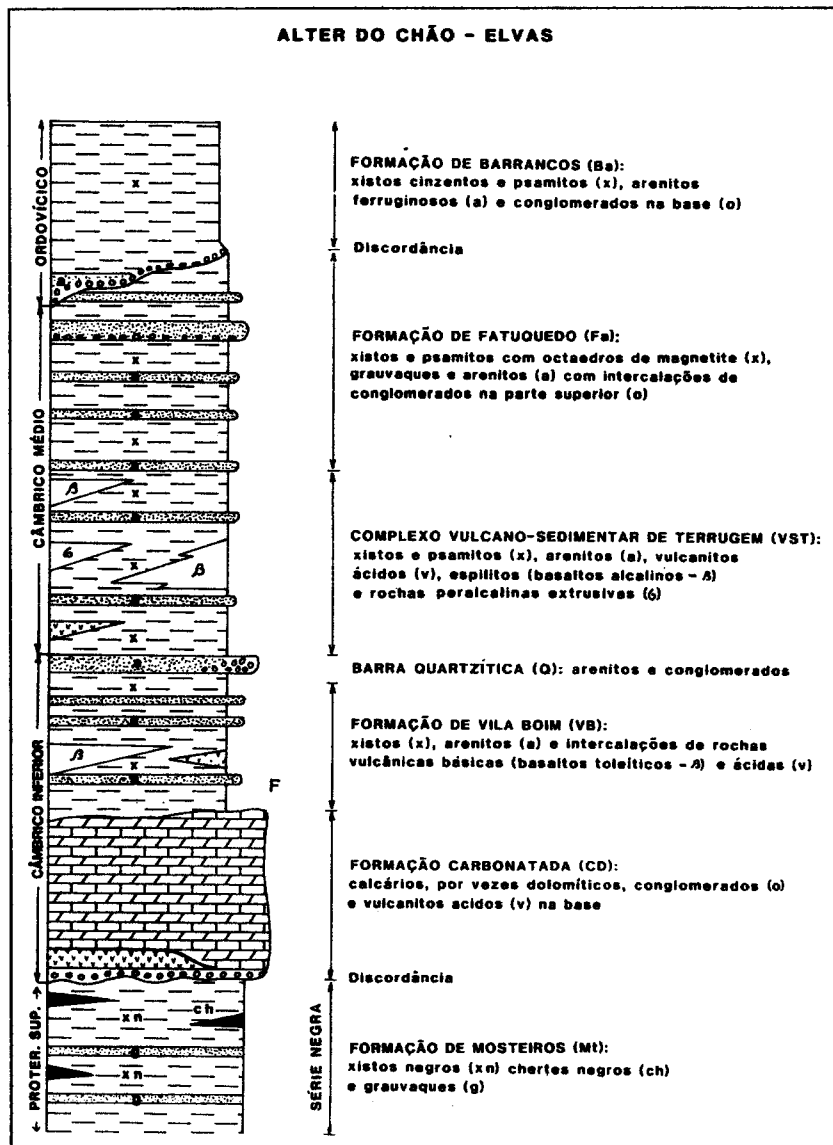 ALTER DO CHÃO - ELVAS
ORDOVÍCICO
CÂMBRICO MÉDIO
CÂMBRICO INFERIOR
PROTER. SUP.
SÉRIE NEGRA
FORMAÇÃO DE BARRANCOS (Ba):
xistos cinzentos e psamitos (x), arenitos
ferruginosos (a) e conglomerados na base (o)
Discordância
FORMAÇÃO DE FATUQUEDO (Fa):
xistos e psamitos com octaedros de magnetite (x),
grauvaques e arenitos (a) com intercalações de
conglomerados na parte superior (o)
COMPLEXO VULCANO-SEDIMENTAR DE TERRUGEM (VST):
xistos e psamitos (x), arenitos (a), vulcanitos
ácidos (v), espilitos (basaltos alcalinos - β)
e rochas peralcalinas extrusivas (6)
BARRA QUARTZÍTICA (Q): arenitos e conglomerados
FORMAÇÃO DE VILA BOIM (VB):
xistos (x), arenitos (a) e intercalações de rochas
vulcânicas básicas (basaltos toleíticos - β) e ácidas (v)
FORMAÇÃO CARBONATADA (CD):
calcários, por vezes dolomíticos, conglomerados (o)
e vulcanitos acidos (v) na base
Discordância
FORMAÇÃO DE MOSTEIROS (Mt):
xistos negros (xn) chertes negros (ch)
e grauvaques (g)
x
x
x
x
β
x
6
β
x
x
β
x
F
ch
xn
g
xn
g